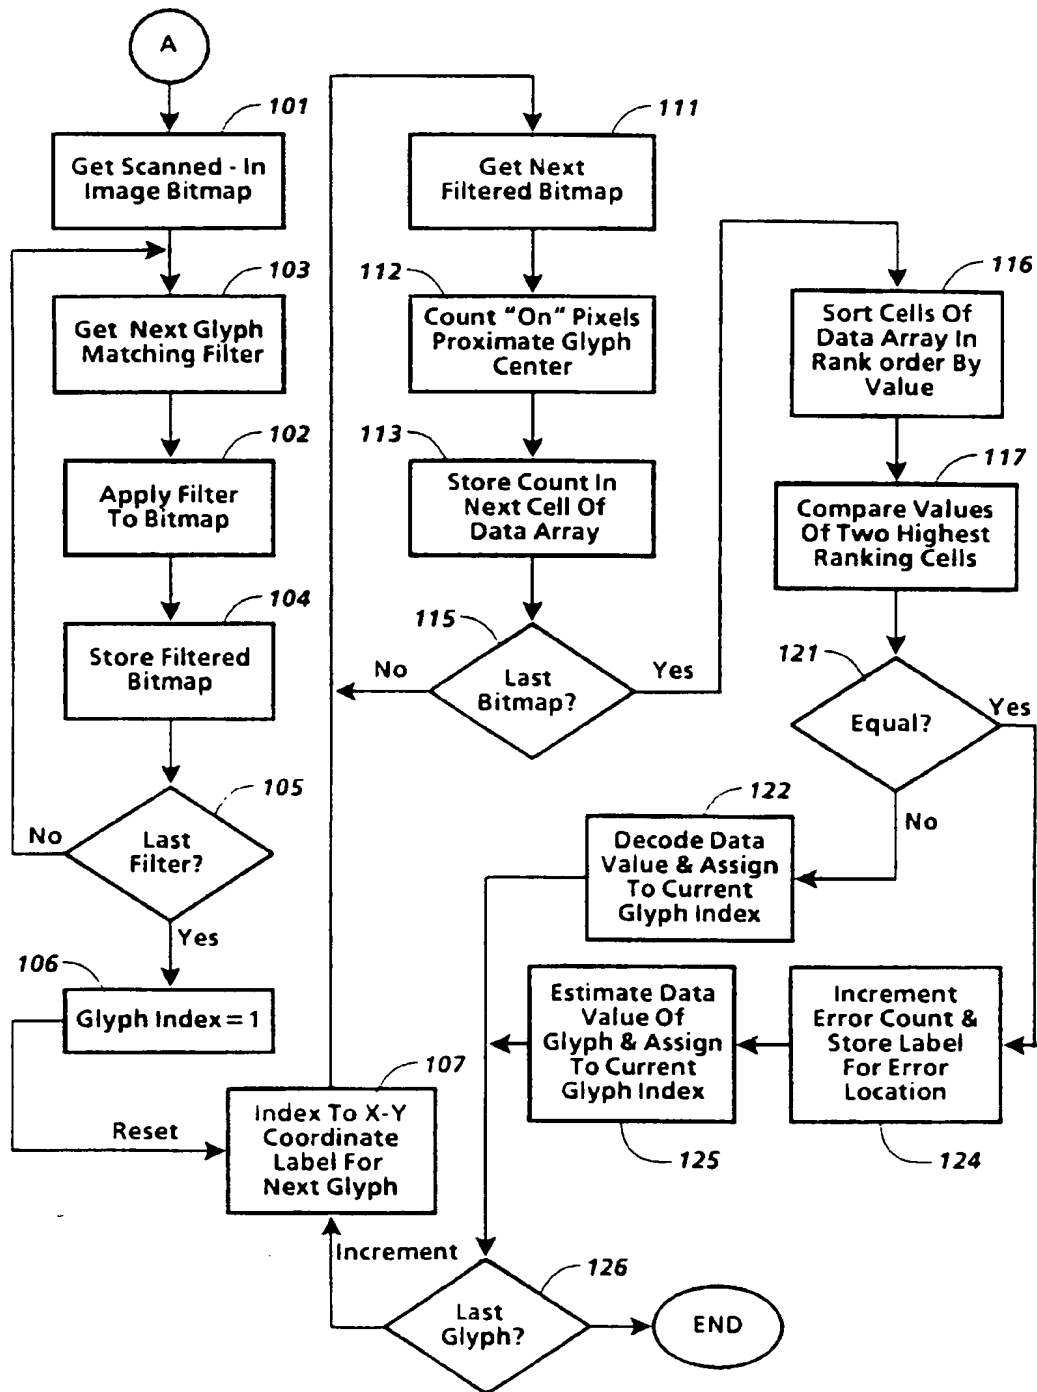 A
101
Get Scanned - In
Image Bitmap
103
Get Next Glyph
Matching Filter
102
Apply Filter
To Bitmap
104
Store Filtered
Bitmap
105
No
Last
Filter?
Yes
106
Glyph Index = 1
Reset
107
Index To X-Y
Coordinate
Label For
Next Glyph
111
Get Next
Filtered Bitmap
112
Count "On" Pixels
Proximate Glyph
Center
113
Store Count In
Next Cell Of
Data Array
115
No
Last
Bitmap?
Yes
116
Sort Cells Of
Data Array In
Rank order By
Value
117
Compare Values
Of Two Highest
Ranking Cells
121
Equal?
Yes
No
122
Decode Data
Value & Assign
To Current
Glyph Index
Increment
Error Count &
Store Label
For Error
Location
124
Estimate Data
Value Of
Glyph & Assign
To Current
Glyph Index
125
Increment
126
Last
Glyph?
END